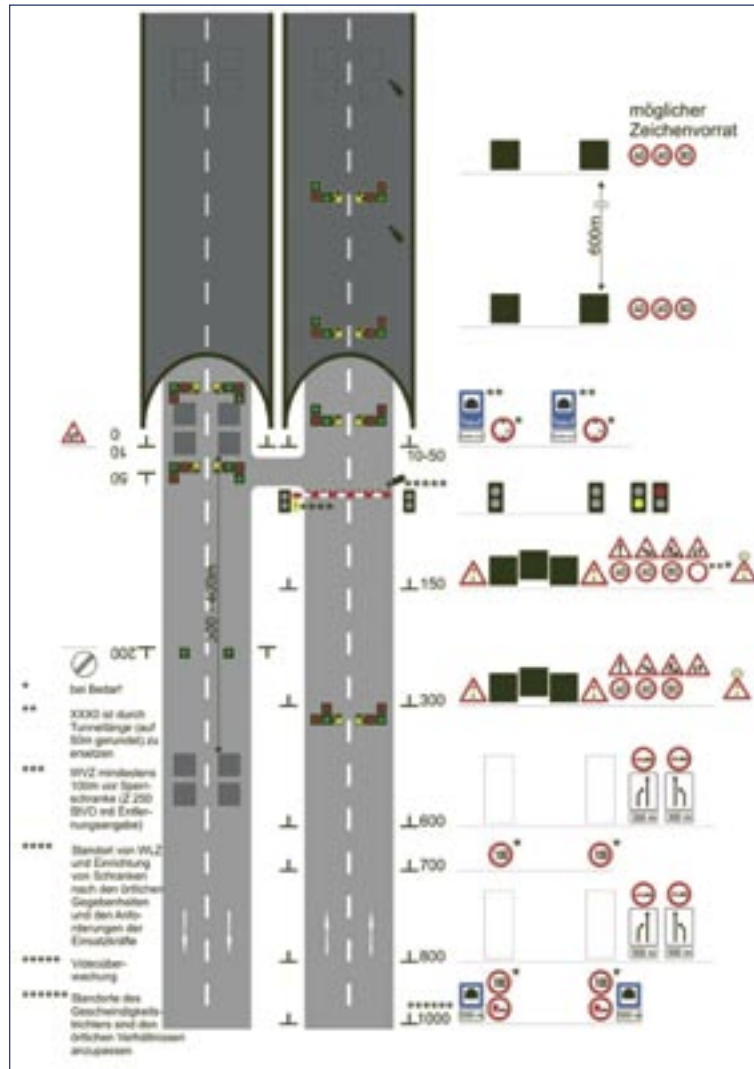 möglicher
Zeichenvorrat
600m
0
10
10-50
50
*****
****
150
***
200
300
600
700
800
******
1000
* bei Bedarf
** XXX0 ist durch
Tunnellänge (auf
50m gerundet) zu
ersetzen
*** WVZ mindestens
100m vor Sperr-
schranke (Z 250
StVO mit Entfer-
nungsangabe)
**** Standort von WLZ
und Einrichtung
von Schranken
nach den örtlichen
Gegebenheiten
und den Anfo-
rderungen der
Einsatzkräfte
***** Videoüber-
wachung
****** Standorte des
Geschwindigkeits-
trichters sind den
örtlichen Verhältnissen
anzupassen